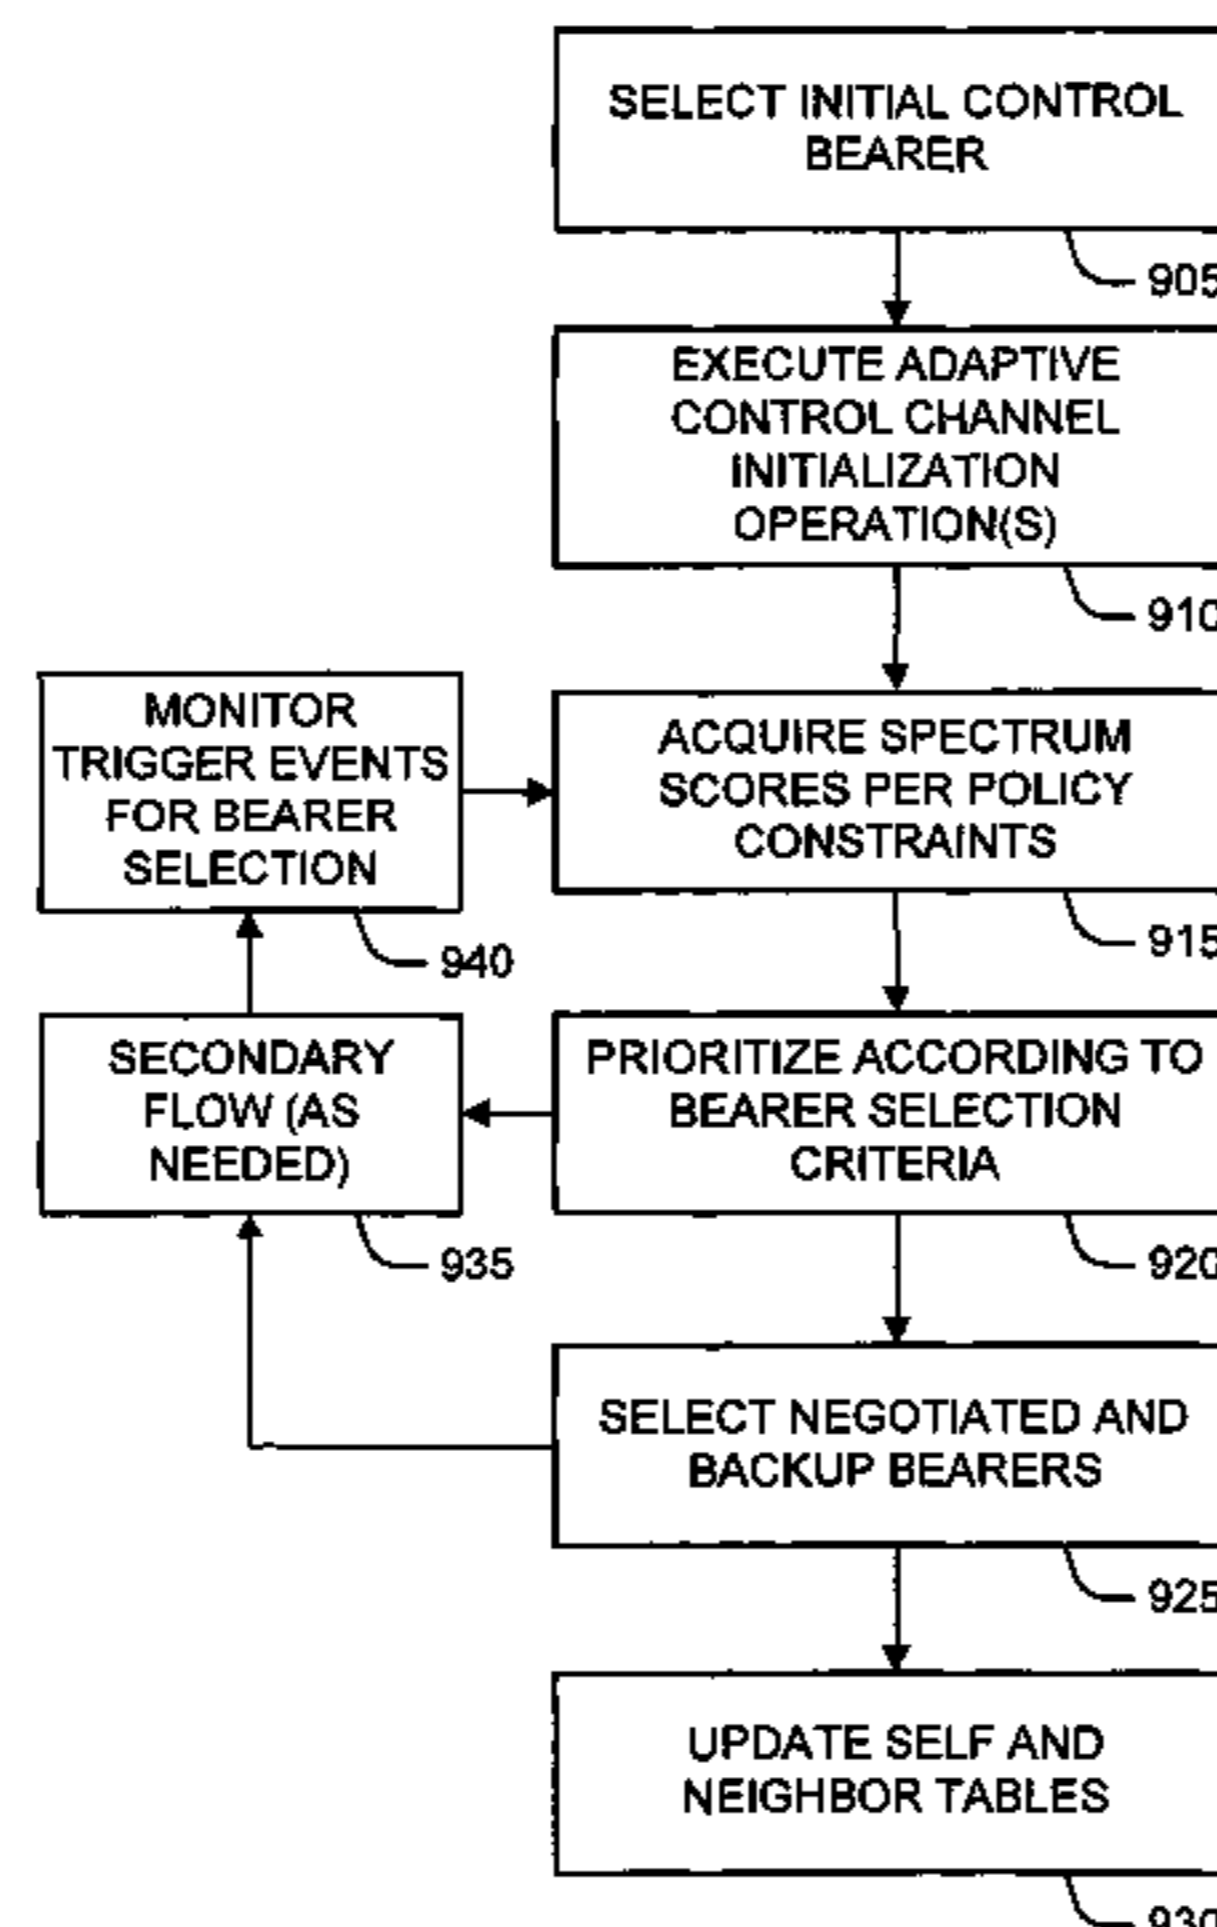 SELECT INITIAL CONTROL
BEARER
905
EXECUTE ADAPTIVE
CONTROL CHANNEL
INITIALIZATION
OPERATION(S)
910
MONITOR
TRIGGER EVENTS
FOR BEARER
SELECTION
940
ACQUIRE SPECTRUM
SCORES PER POLICY
CONSTRAINTS
915
SECONDARY
FLOW (AS
NEEDED)
935
PRIORITIZE ACCORDING TO
BEARER SELECTION
CRITERIA
920
SELECT NEGOTIATED AND
BACKUP BEARERS
925
UPDATE SELF AND
NEIGHBOR TABLES
930